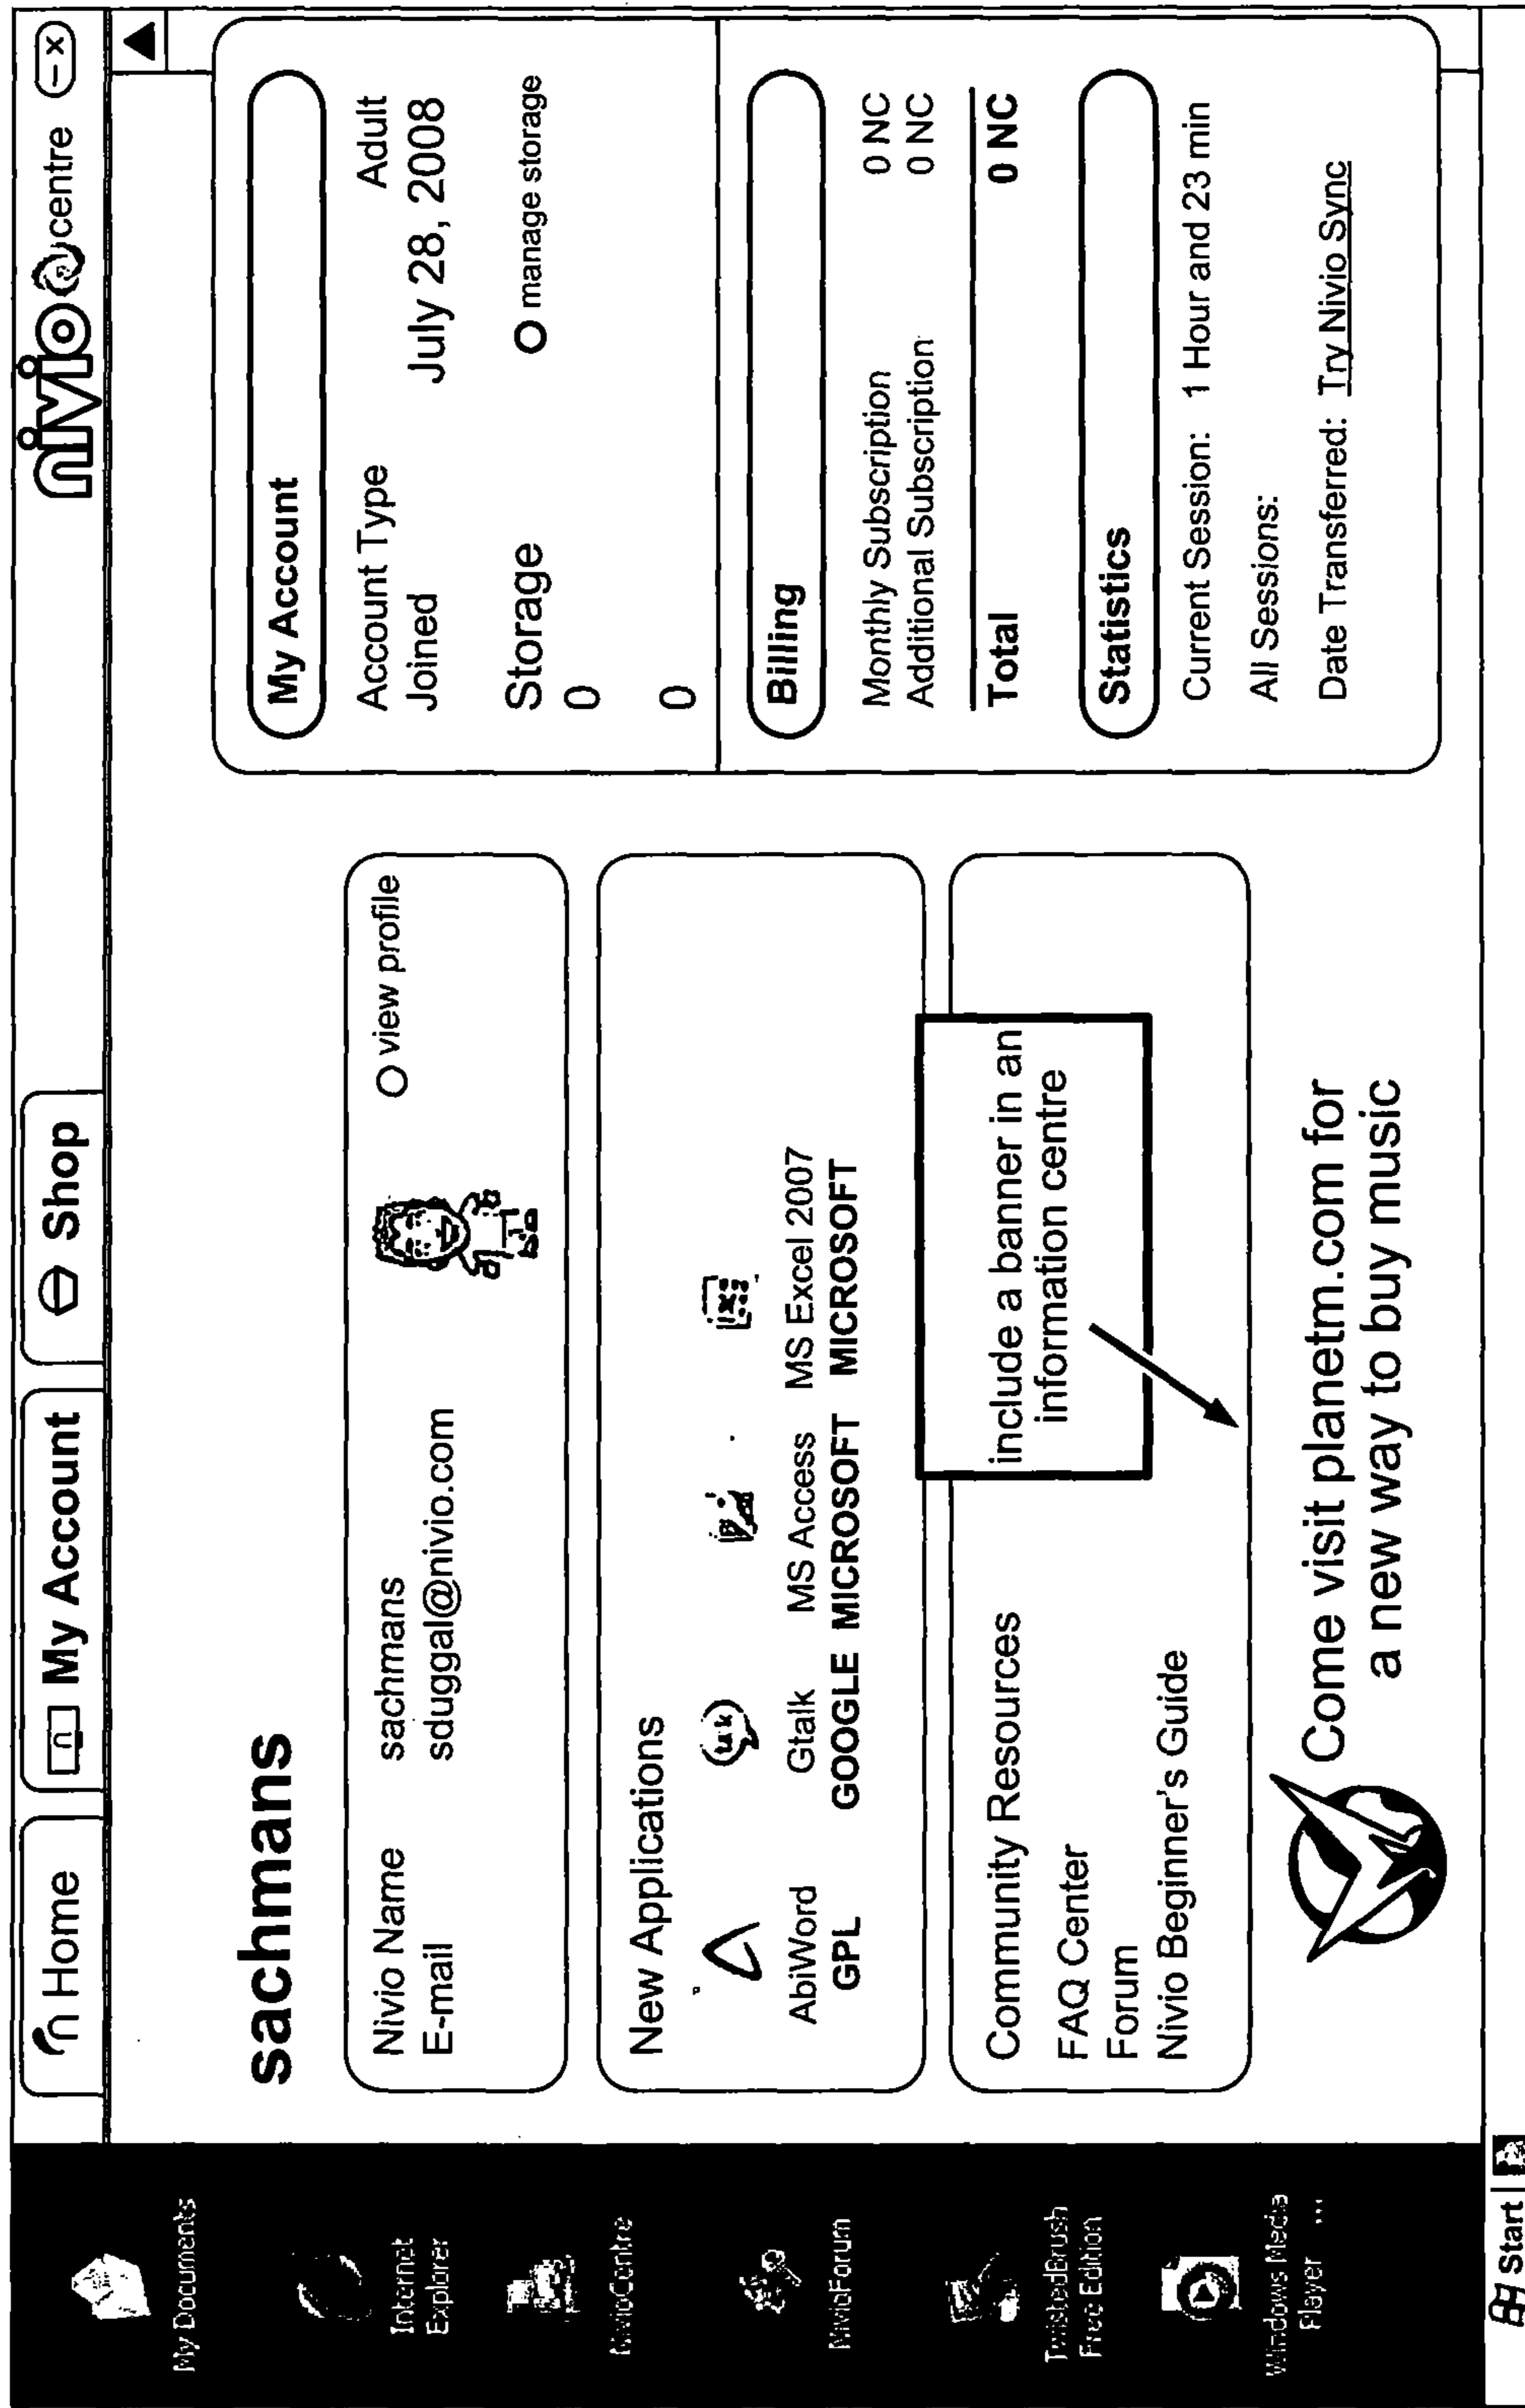 My Documents
Internet
Explorer
NivioCentre
NivioForum
TwistedBrush
Free Edition
Windows Media
Player ...
Start
Home
My Account
Shop
nivio centre
– x
sachmans
Nivio Name sachmans
E-mail sduggal@nivio.com
view profile
New Applications
talk
AbiWord Gtalk MS Access MS Excel 2007
GPL GOOGLE MICROSOFT MICROSOFT
Community Resources
FAQ Center
Forum
Nivio Beginner's Guide
include a banner in an
information centre
Come visit planetm.com for
a new way to buy music
My Account
Account Type Adult
Joined July 28, 2008
Storage manage storage
0
0
Billing
Monthly Subscription 0 NC
Additional Subscription 0 NC
Total 0 NC
Statistics
Current Session: 1 Hour and 23 min
All Sessions:
Date Transferred: Try Nivio Sync